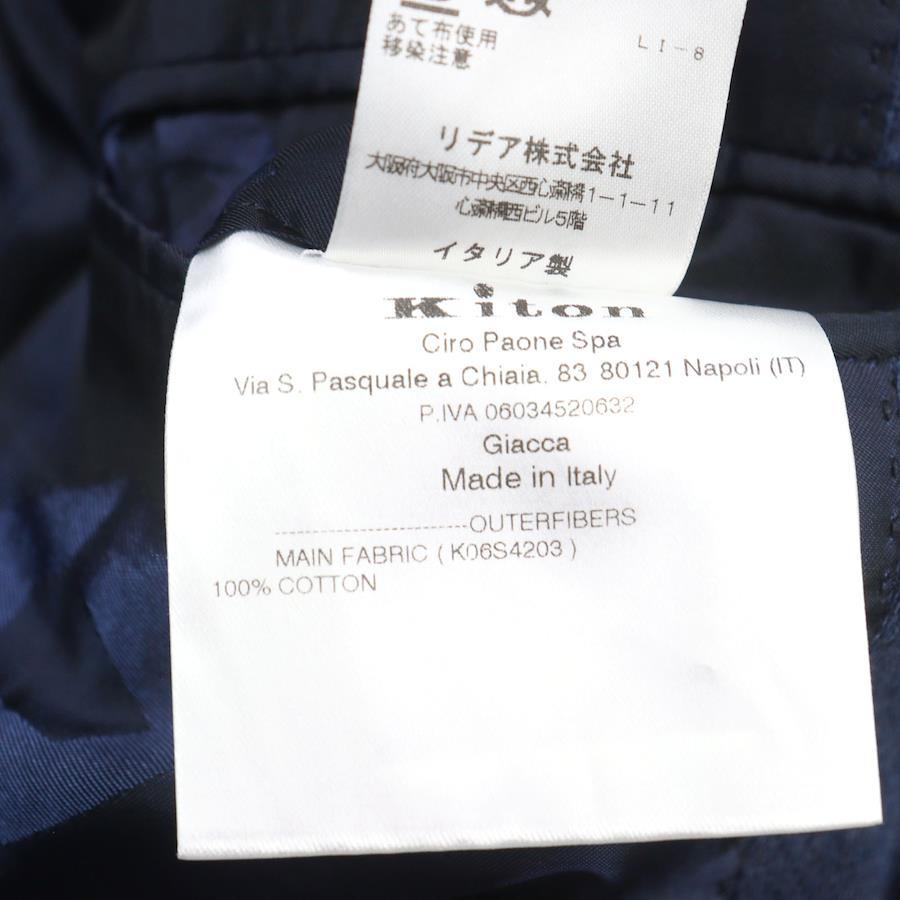 あて布使用
移染注意
LI-8
リデア株式会社
大阪府大阪市中央区西心斎橋1-1-11
心斎橋西ビル5階
イタリア製
Kiton
Ciro Paone Spa
Via S. Pasquale a Chiaia. 83 80121 Napoli (IT)
P.IVA 06034520632
Giacca
Made in Italy
------------------------OUTERFIBERS
MAIN FABRIC ( K06S4203 )
100% COTTON